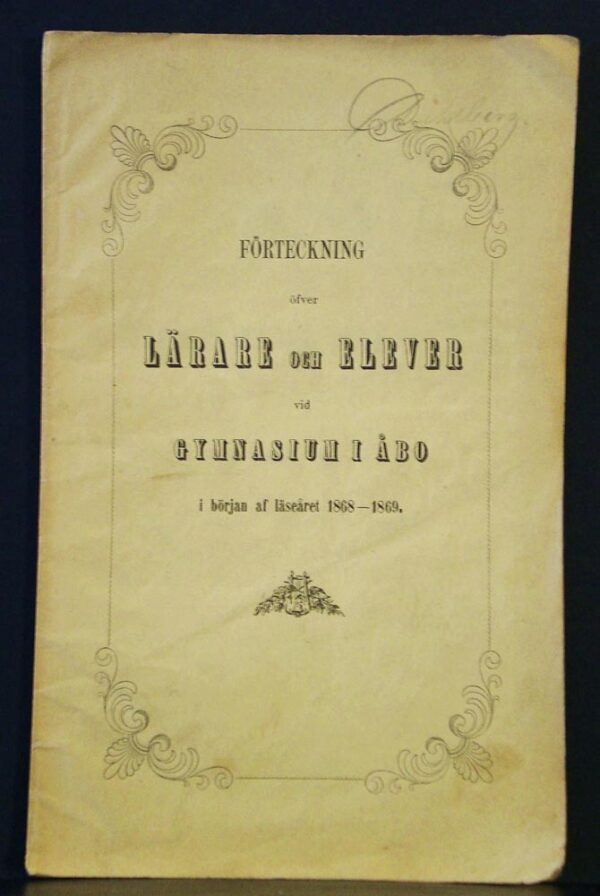 FÖRTECKNING
öfver
LÄRARE OCH ELEVER
vid
GYMNASIUM I ÅBO
i början af läseåret 1868—1869.